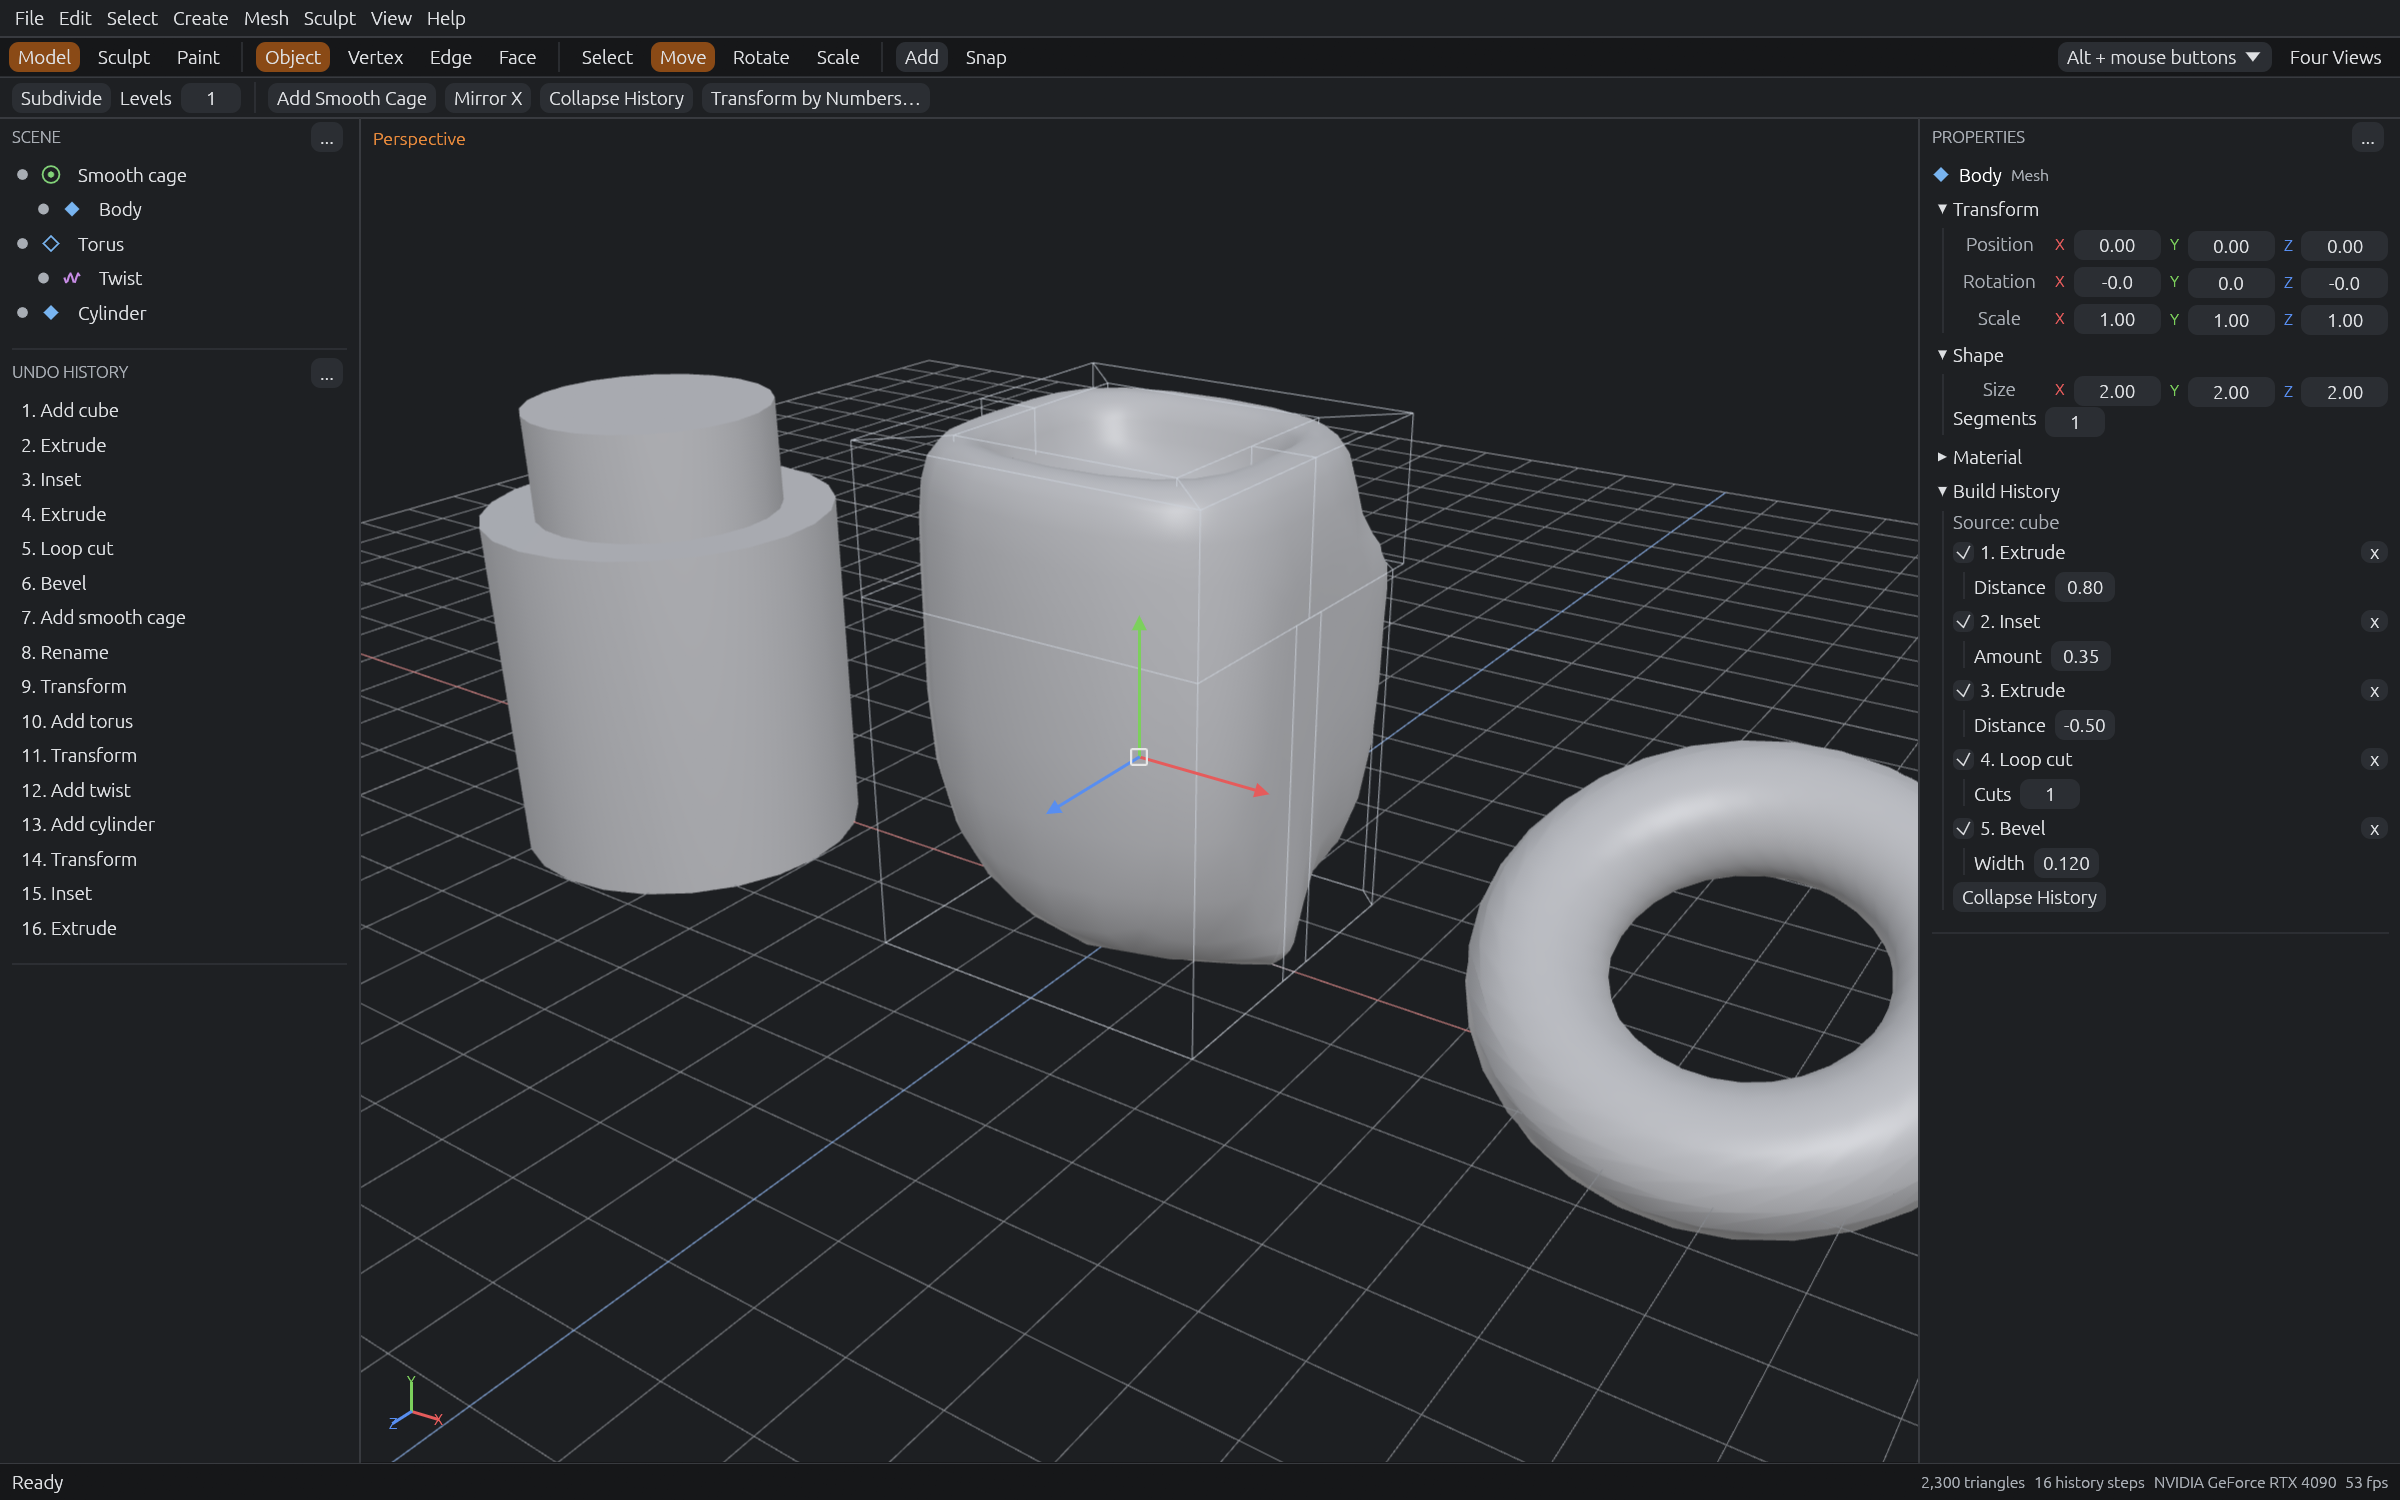 File Edit Select Create Mesh Sculpt View Help
Model Sculpt Paint Object Vertex Edge Face Select Move Rotate Scale Add Snap Alt + mouse buttons Four Views
Subdivide Levels 1 Add Smooth Cage Mirror X Collapse History Transform by Numbers...
SCENE ...
Smooth cage
Body
Torus
Twist
Cylinder
UNDO HISTORY ...
1. Add cube
2. Extrude
3. Inset
4. Extrude
5. Loop cut
6. Bevel
7. Add smooth cage
8. Rename
9. Transform
10. Add torus
11. Transform
12. Add twist
13. Add cylinder
14. Transform
15. Inset
16. Extrude
Perspective
Y
Z X
PROPERTIES ...
Body Mesh
Transform
Position X 0.00 Y 0.00 Z 0.00
Rotation X -0.0 Y 0.0 Z -0.0
Scale X 1.00 Y 1.00 Z 1.00
Shape
Size X 2.00 Y 2.00 Z 2.00
Segments 1
Material
Build History
Source: cube
1. Extrude x
Distance 0.80
2. Inset x
Amount 0.35
3. Extrude x
Distance -0.50
4. Loop cut x
Cuts 1
5. Bevel x
Width 0.120
Collapse History
Ready 2,300 triangles 16 history steps NVIDIA GeForce RTX 4090 53 fps